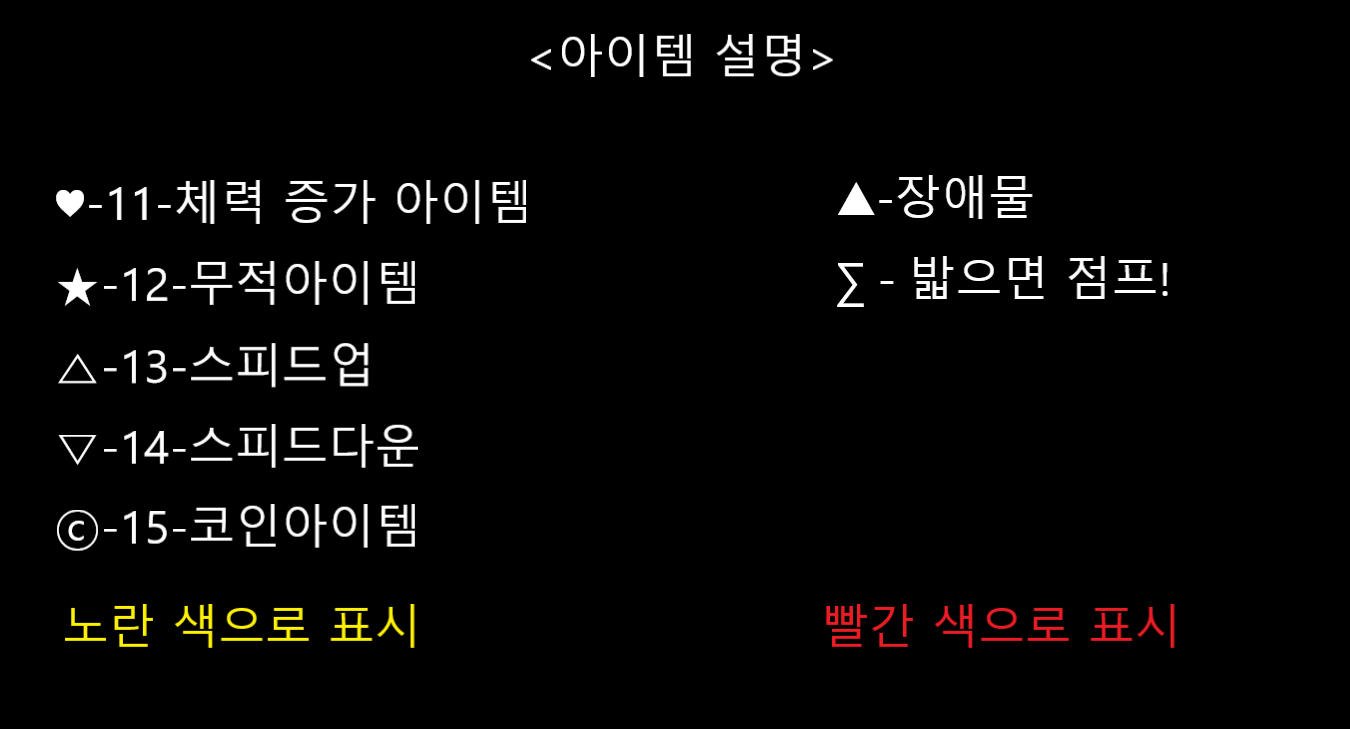 <아이템 설명>
♥-11-체력 증가 아이템
★-12-무적아이템
△-13-스피드업
▽-14-스피드다운
ⓒ-15-코인아이템
노란 색으로 표시
▲-장애물
∑ - 밟으면 점프!
빨간 색으로 표시